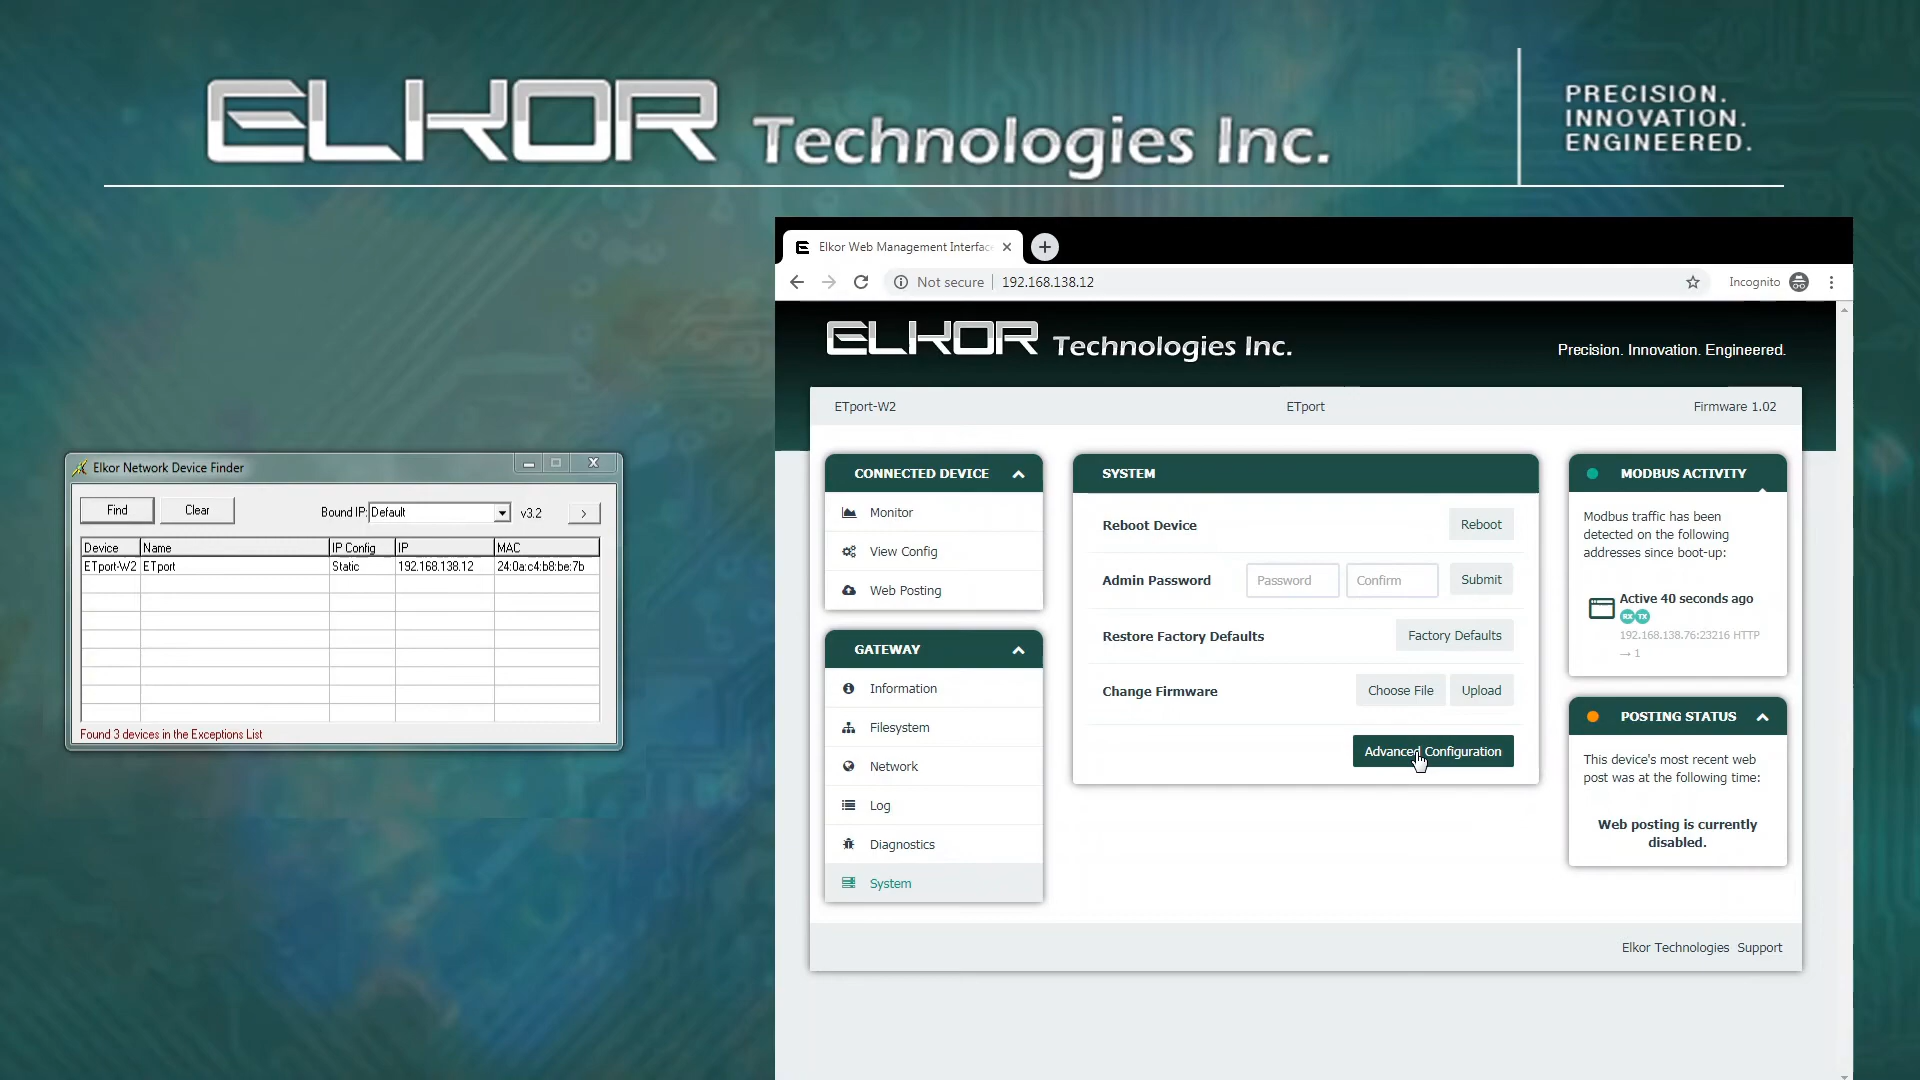 ELKOR Technologies Inc.
PRECISION.
INNOVATION.
ENGINEERED.
Elkor Network Device Finder
Find
Clear
Bound IP:
Default
v3.2
>
Device Name IP Config IP MAC
ETport-W2 ETport Static 192.168.138.12 24:0a:c4:b8:be:7b
Found 3 devices in the Exceptions List
Elkor Web Management Interfac
Not secure
192.168.138.12
Incognito
ELKOR Technologies Inc.
Precision. Innovation. Engineered.
ETport-W2
ETport
Firmware 1.02
CONNECTED DEVICE
Monitor
View Config
Web Posting
GATEWAY
Information
Filesystem
Network
Log
Diagnostics
System
SYSTEM
Reboot Device
Reboot
Admin Password
Password
Confirm
Submit
Restore Factory Defaults
Factory Defaults
Change Firmware
Choose File
Upload
Advanced Configuration
MODBUS ACTIVITY
Modbus traffic has been
detected on the following
addresses since boot-up:
Active 40 seconds ago
RX TX
192.168.138.76:23216 HTTP
→ 1
POSTING STATUS
This device's most recent web
post was at the following time:
Web posting is currently
disabled.
Elkor Technologies
Support